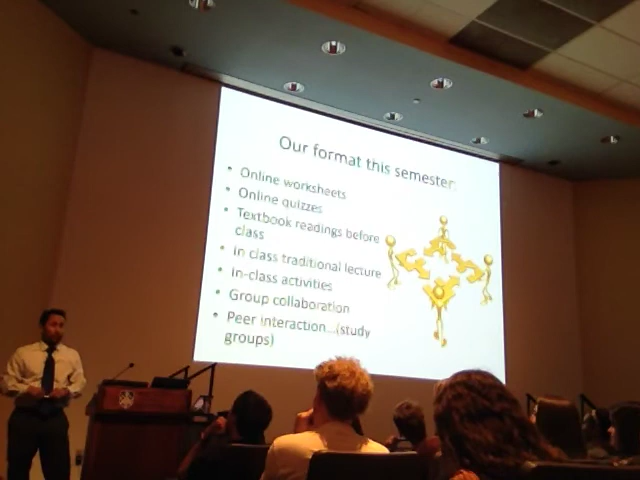 Our format this semester:
• Online worksheets
• Online quizzes
• Textbook readings before
class
• In class traditional lecture
• In-class activities
• Group collaboration
• Peer interaction...(study
groups)